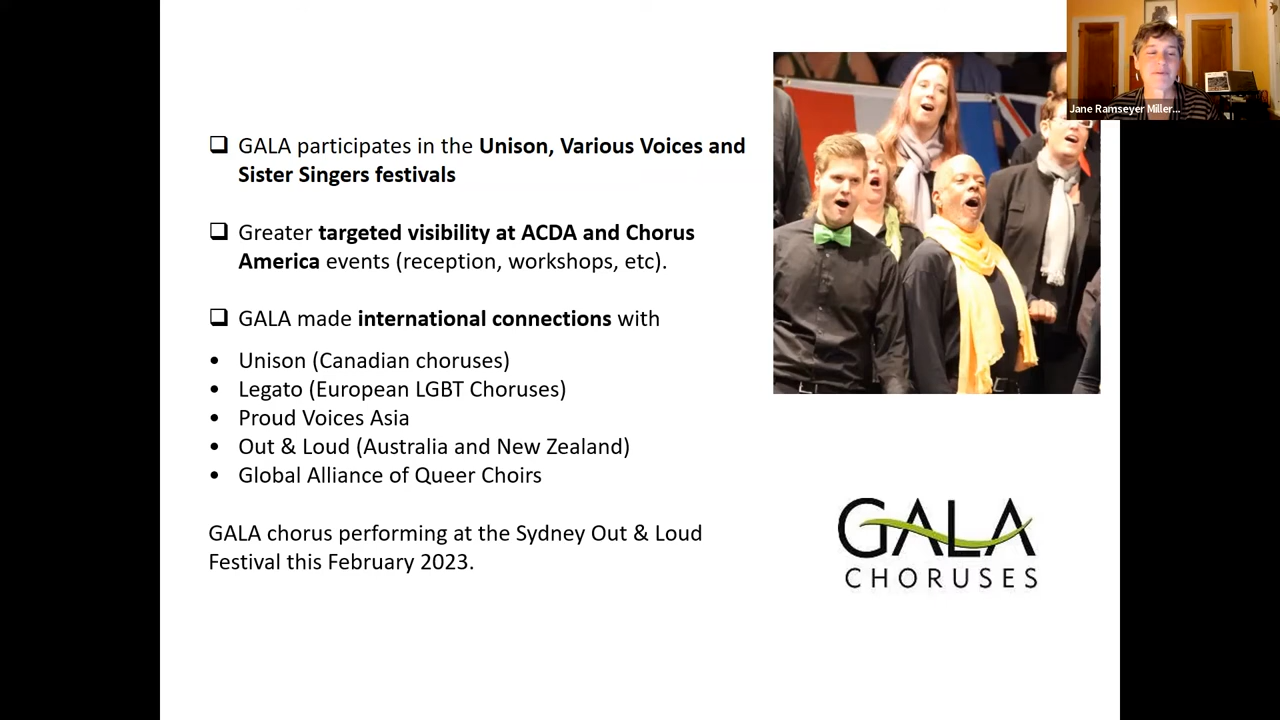 GALA participates in the Unison, Various Voices and
Sister Singers festivals
Greater targeted visibility at ACDA and Chorus
America events (reception, workshops, etc).
GALA made international connections with
• Unison (Canadian choruses)
• Legato (European LGBT Choruses)
• Proud Voices Asia
• Out & Loud (Australia and New Zealand)
• Global Alliance of Queer Choirs
GALA chorus performing at the Sydney Out & Loud
Festival this February 2023.
Jane Ramseyer Miller...
GALA
CHORUSES